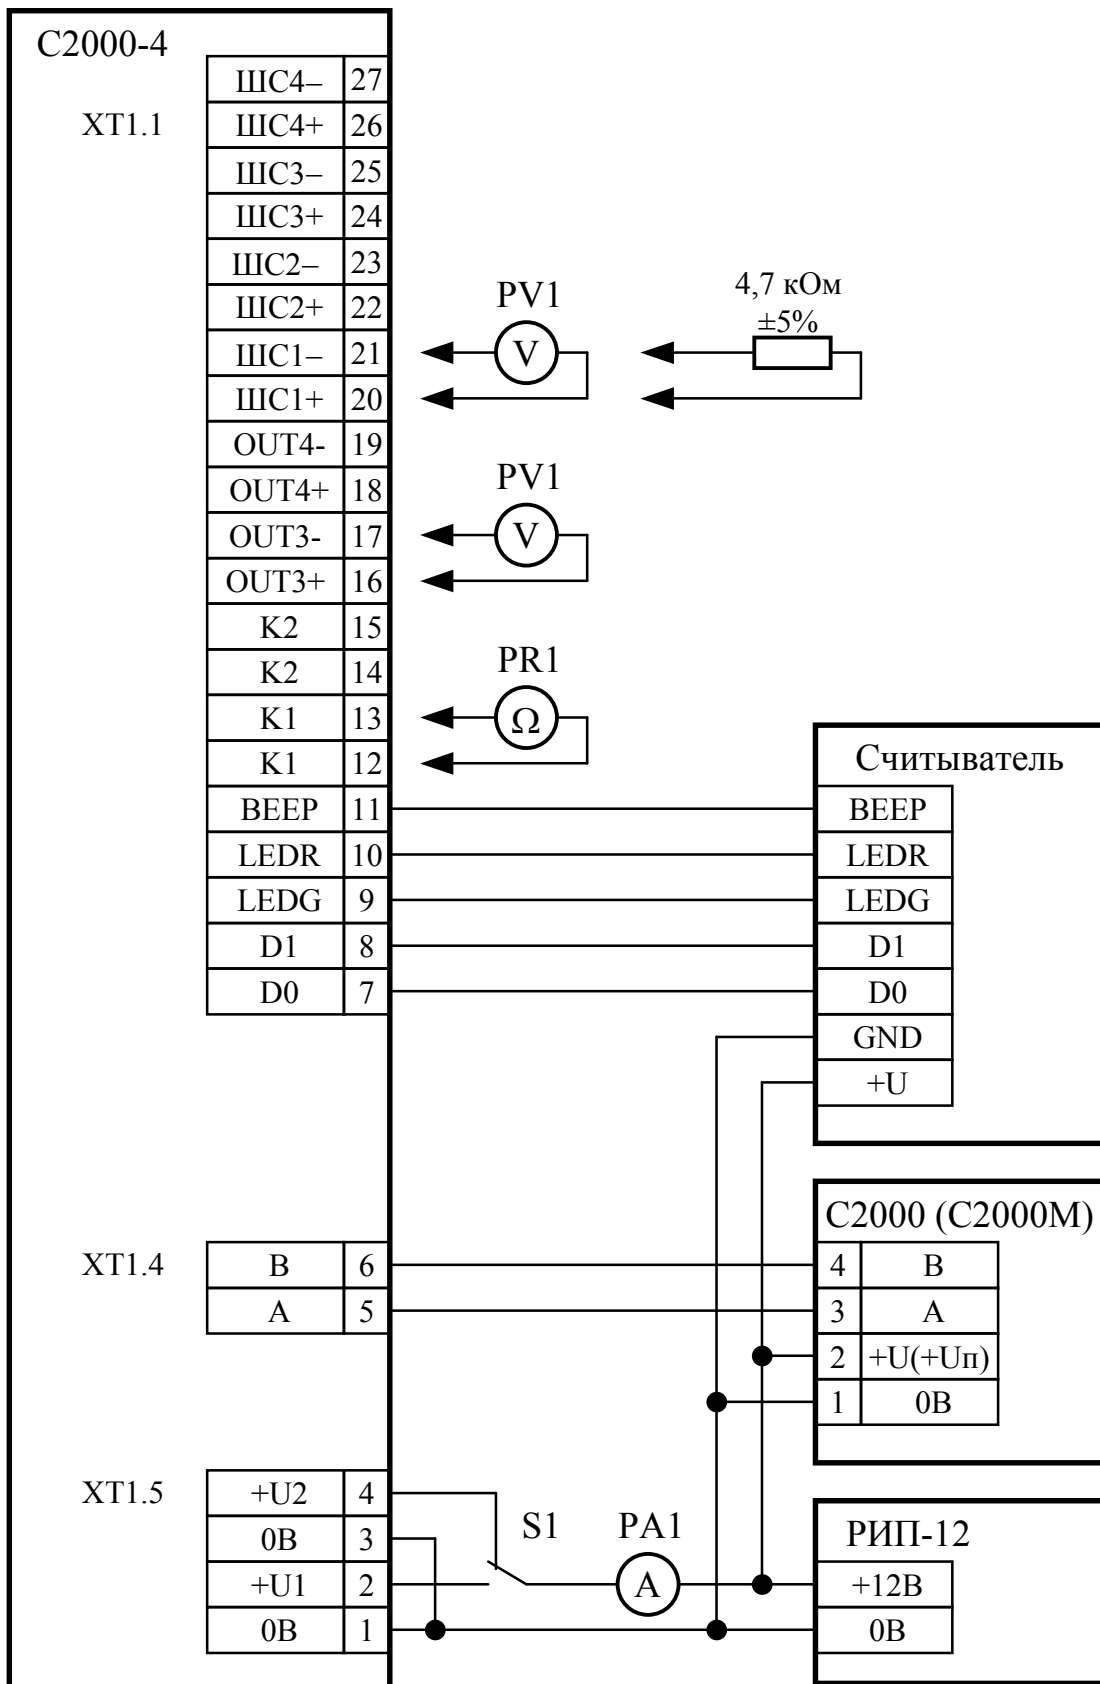 С2000-4
ШС4– 27
XT1.1 ШС4+ 26
ШС3– 25
ШС3+ 24
ШС2– 23
ШС2+ 22
ШС1– 21
ШС1+ 20
OUT4- 19
OUT4+ 18
OUT3- 17
OUT3+ 16
K2 15
K2 14
K1 13
K1 12
BEEP 11
LEDR 10
LEDG 9
D1 8
D0 7
PV1
V
4,7 кОм
±5%
PV1
V
PR1
Ω
Считыватель
BEEP
LEDR
LEDG
D1
D0
GND
+U
XT1.4 B 6
A 5
С2000 (С2000М)
4 B
3 A
2 +U(+Uп)
1 0В
XT1.5 +U2 4
0В 3
+U1 2
0В 1
S1 PA1
A
РИП-12
+12В
0В